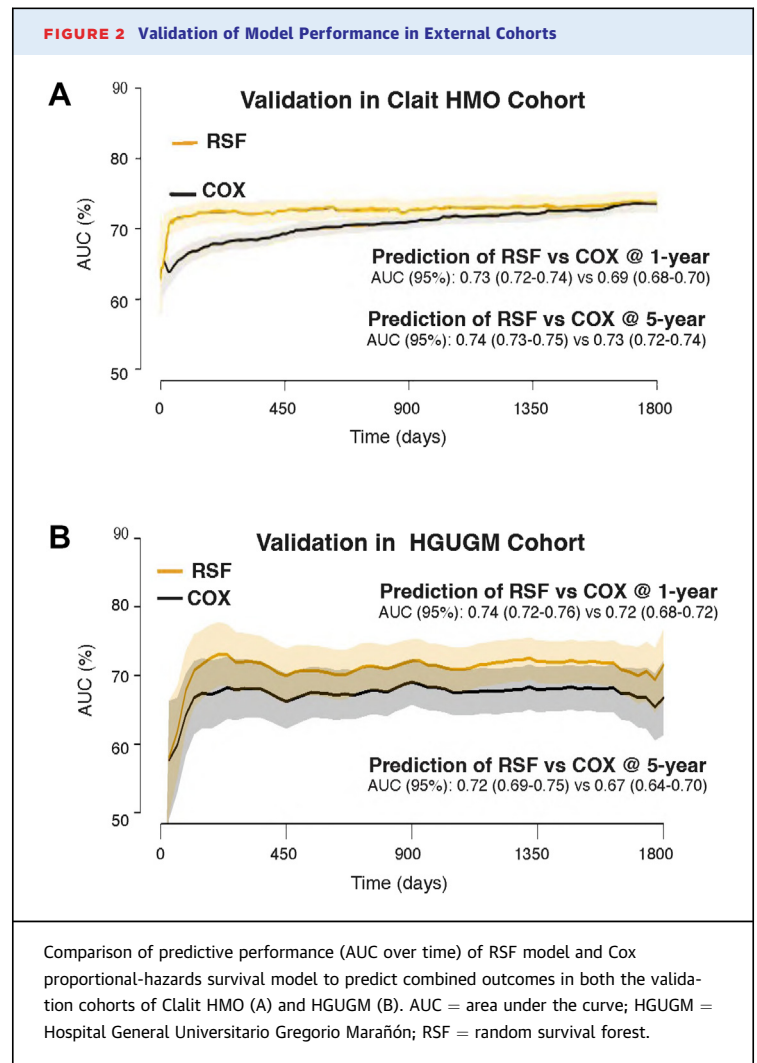 FIGURE 2 Validation of Model Performance in External Cohorts
A
Validation in Clait HMO Cohort
90
80
70
60
50
AUC (%)
RSF
COX
Prediction of RSF vs COX @ 1-year
AUC (95%): 0.73 (0.72-0.74) vs 0.69 (0.68-0.70)
Prediction of RSF vs COX @ 5-year
AUC (95%): 0.74 (0.73-0.75) vs 0.73 (0.72-0.74)
0 450 900 1350 1800
Time (days)
B
Validation in HGUGM Cohort
90
80
70
60
50
AUC (%)
RSF
COX
Prediction of RSF vs COX @ 1-year
AUC (95%): 0.74 (0.72-0.76) vs 0.72 (0.68-0.72)
Prediction of RSF vs COX @ 5-year
AUC (95%): 0.72 (0.69-0.75) vs 0.67 (0.64-0.70)
0 450 900 1350 1800
Time (days)
Comparison of predictive performance (AUC over time) of RSF model and Cox
proportional-hazards survival model to predict combined outcomes in both the valida-
tion cohorts of Clalit HMO (A) and HGUGM (B). AUC = area under the curve; HGUGM =
Hospital General Universitario Gregorio Marañón; RSF = random survival forest.